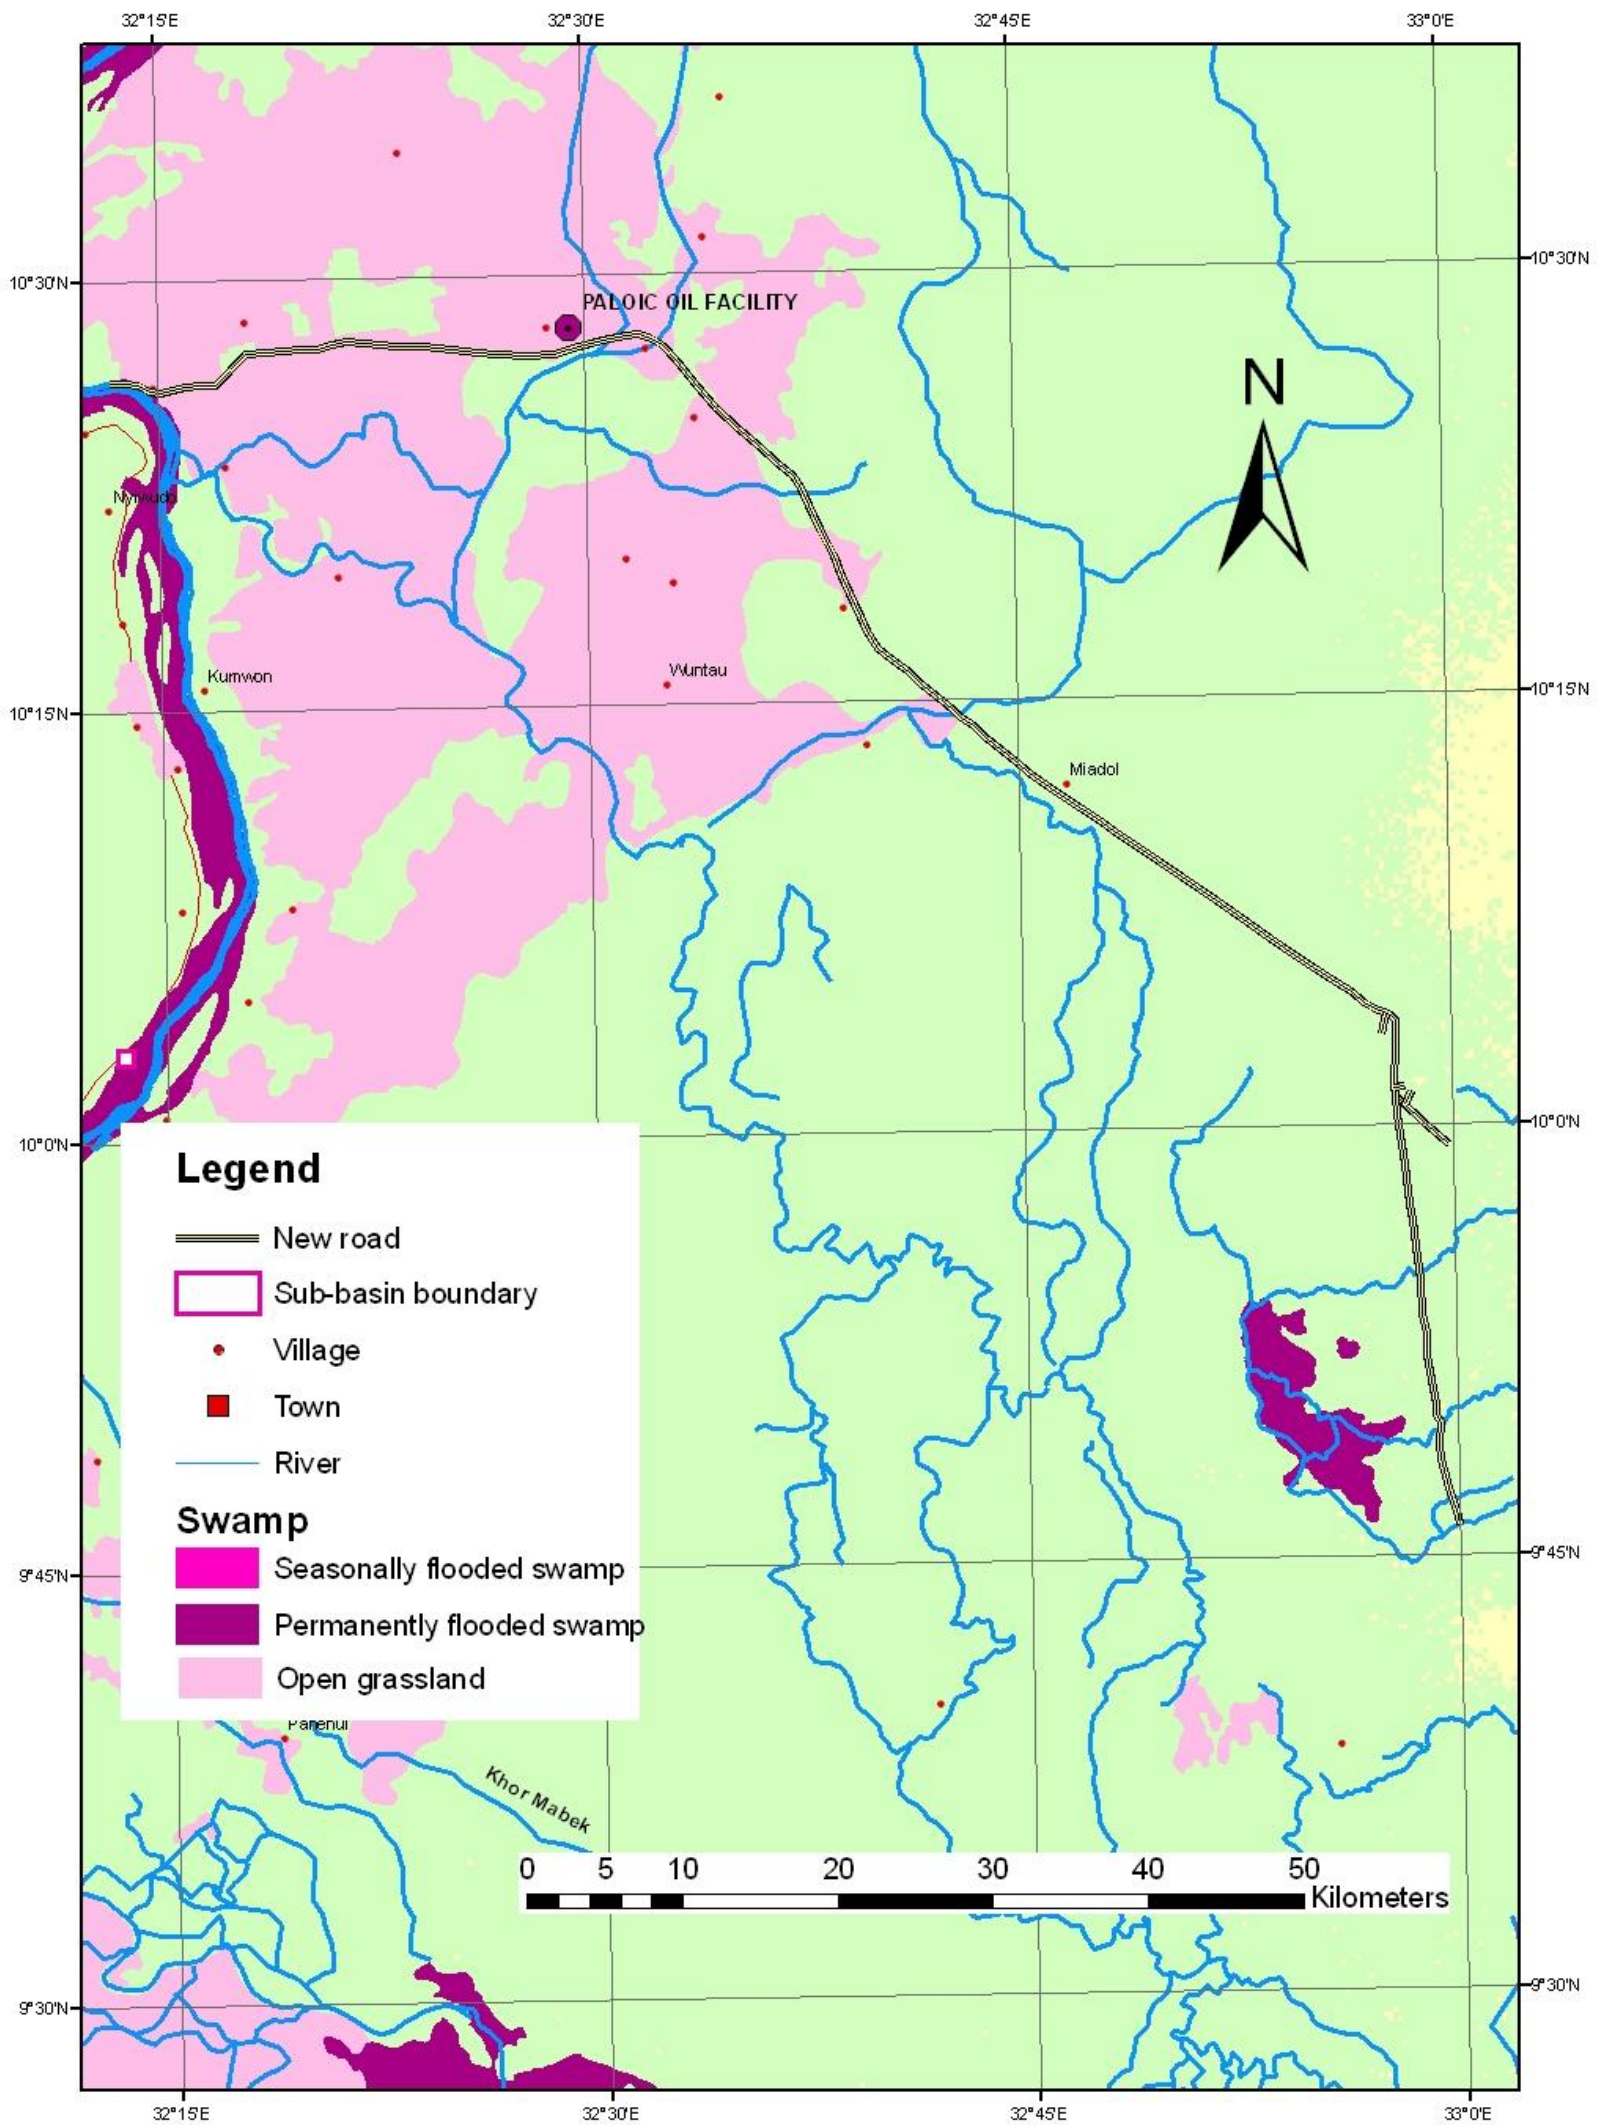 32°15'E 32°30'E 32°45'E 33°0'E
10°30'N 10°30'N
PALOIC OIL FACILITY
N
Nyiwudo
Kumwon
Wuntau
10°15'N 10°15'N
Miadol
10°0'N 10°0'N
Legend
New road
Sub-basin boundary
Village
Town
River
Swamp
Seasonally flooded swamp
Permanently flooded swamp
Open grassland
9°45'N 9°45'N
Khor Mabek
0 5 10 20 30 40 50
Kilometers
9°30'N 9°30'N
32°15'E 32°30'E 32°45'E 33°0'E